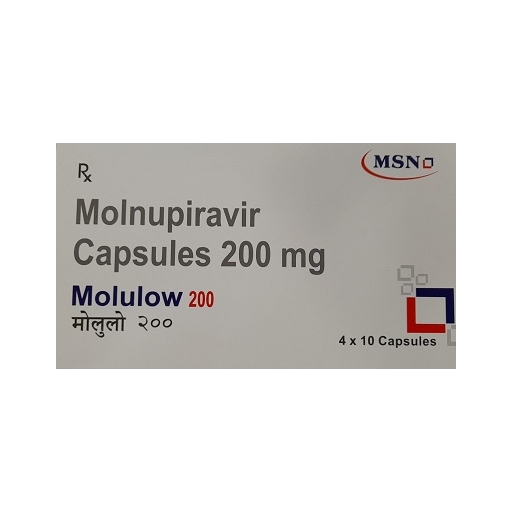 MSN
Rx
Molnupiravir
Capsules 200 mg
Molulow 200
मोलुलो २००
4 x 10 Capsules